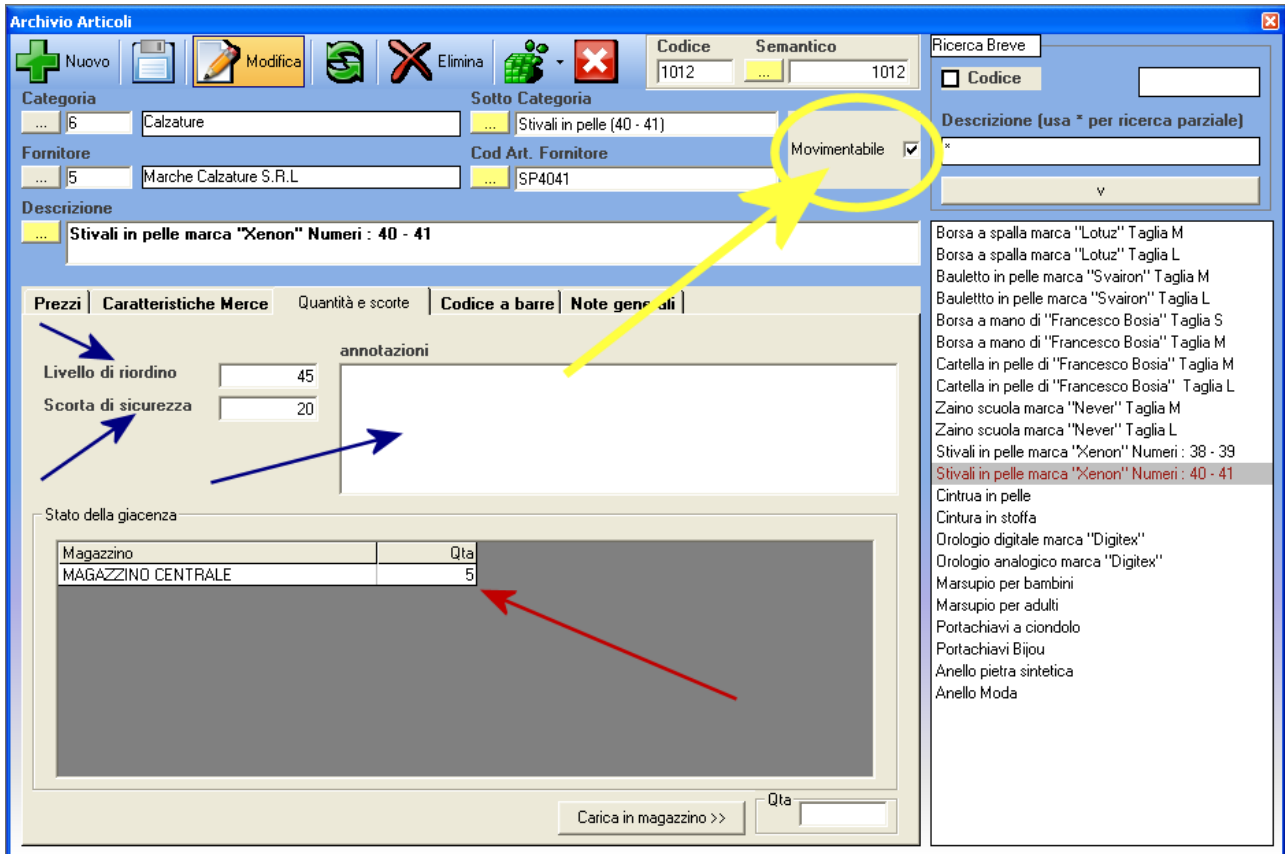 Archivio Articoli
Nuovo
Modifica
Elimina
Codice Semantico
1012 ... 1012
Categoria
... 6 Calzature
Sotto Categoria
... Stivali in pelle (40 - 41)
Fornitore
... 5 Marche Calzature S.R.L
Cod Art. Fornitore
... SP4041
Movimentabile
Descrizione
... Stivali in pelle marca "Xenon" Numeri : 40 - 41
Prezzi Caratteristiche Merce Quantità e scorte Codice a barre Note generali
Livello di riordino 45
Scorta di sicurezza 20
annotazioni
Stato della giacenza
Magazzino Qta
MAGAZZINO CENTRALE 5
Carica in magazzino >>
Qta
Ricerca Breve
Codice
Descrizione (usa * per ricerca parziale)
*
v
Borsa a spalla marca "Lotuz" Taglia M
Borsa a spalla marca "Lotuz" Taglia L
Bauletto in pelle marca "Svairon" Taglia M
Baulettto in pelle marca "Svairon" Taglia L
Borsa a mano di "Francesco Bosia" Taglia S
Borsa a mano di "Francesco Bosia" Taglia M
Cartella in pelle di "Francesco Bosia" Taglia M
Cartella in pelle di "Francesco Bosia" Taglia L
Zaino scuola marca "Never" Taglia M
Zaino scuola marca "Never" Taglia L
Stivali in pelle marca "Xenon" Numeri : 38 - 39
Stivali in pelle marca "Xenon" Numeri : 40 - 41
Cintrua in pelle
Cintura in stoffa
Orologio digitale marca "Digitex"
Orologio analogico marca "Digitex"
Marsupio per bambini
Marsupio per adulti
Portachiavi a ciondolo
Portachiavi Bijou
Anello pietra sintetica
Anello Moda